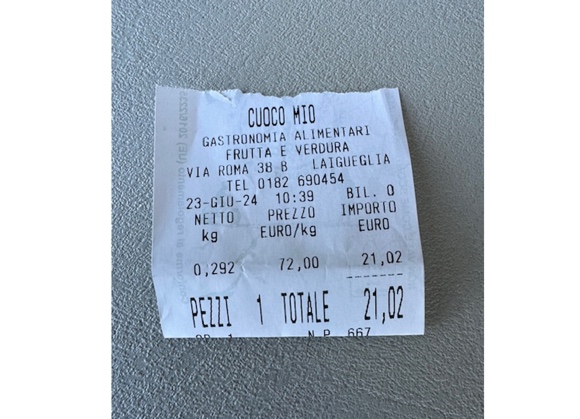 CUOCO MIO
GASTRONOMIA ALIMENTARI
FRUTTA E VERDURA
VIA ROMA 38 B LAIGUEGLIA
TEL 0182 690454
23-GIU-24 10:39 BIL. 0
NETTO PREZZO IMPORTO
kg EURO/kg EURO
0,292 72,00 21,02
PEZZI 1 TOTALE 21,02
N.P. 667